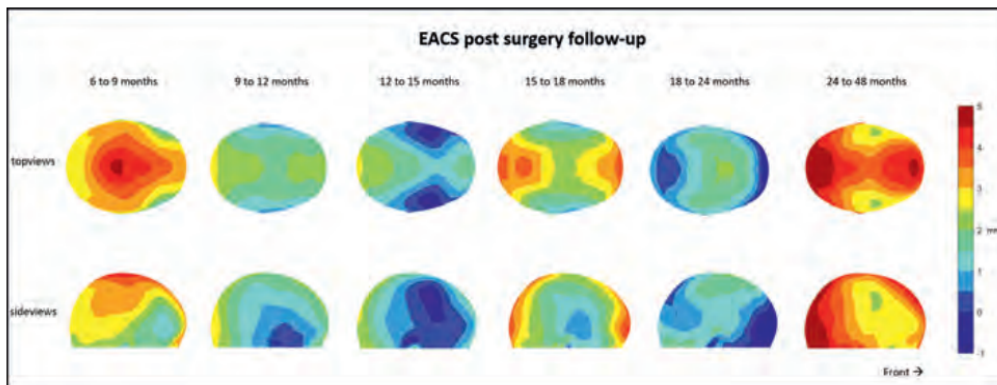 EACS post surgery follow-up
6 to 9 months
9 to 12 months
12 to 15 months
15 to 18 months
18 to 24 months
24 to 48 months
topviews
sideviews
5
4
3
2
1
0
-1
Front →